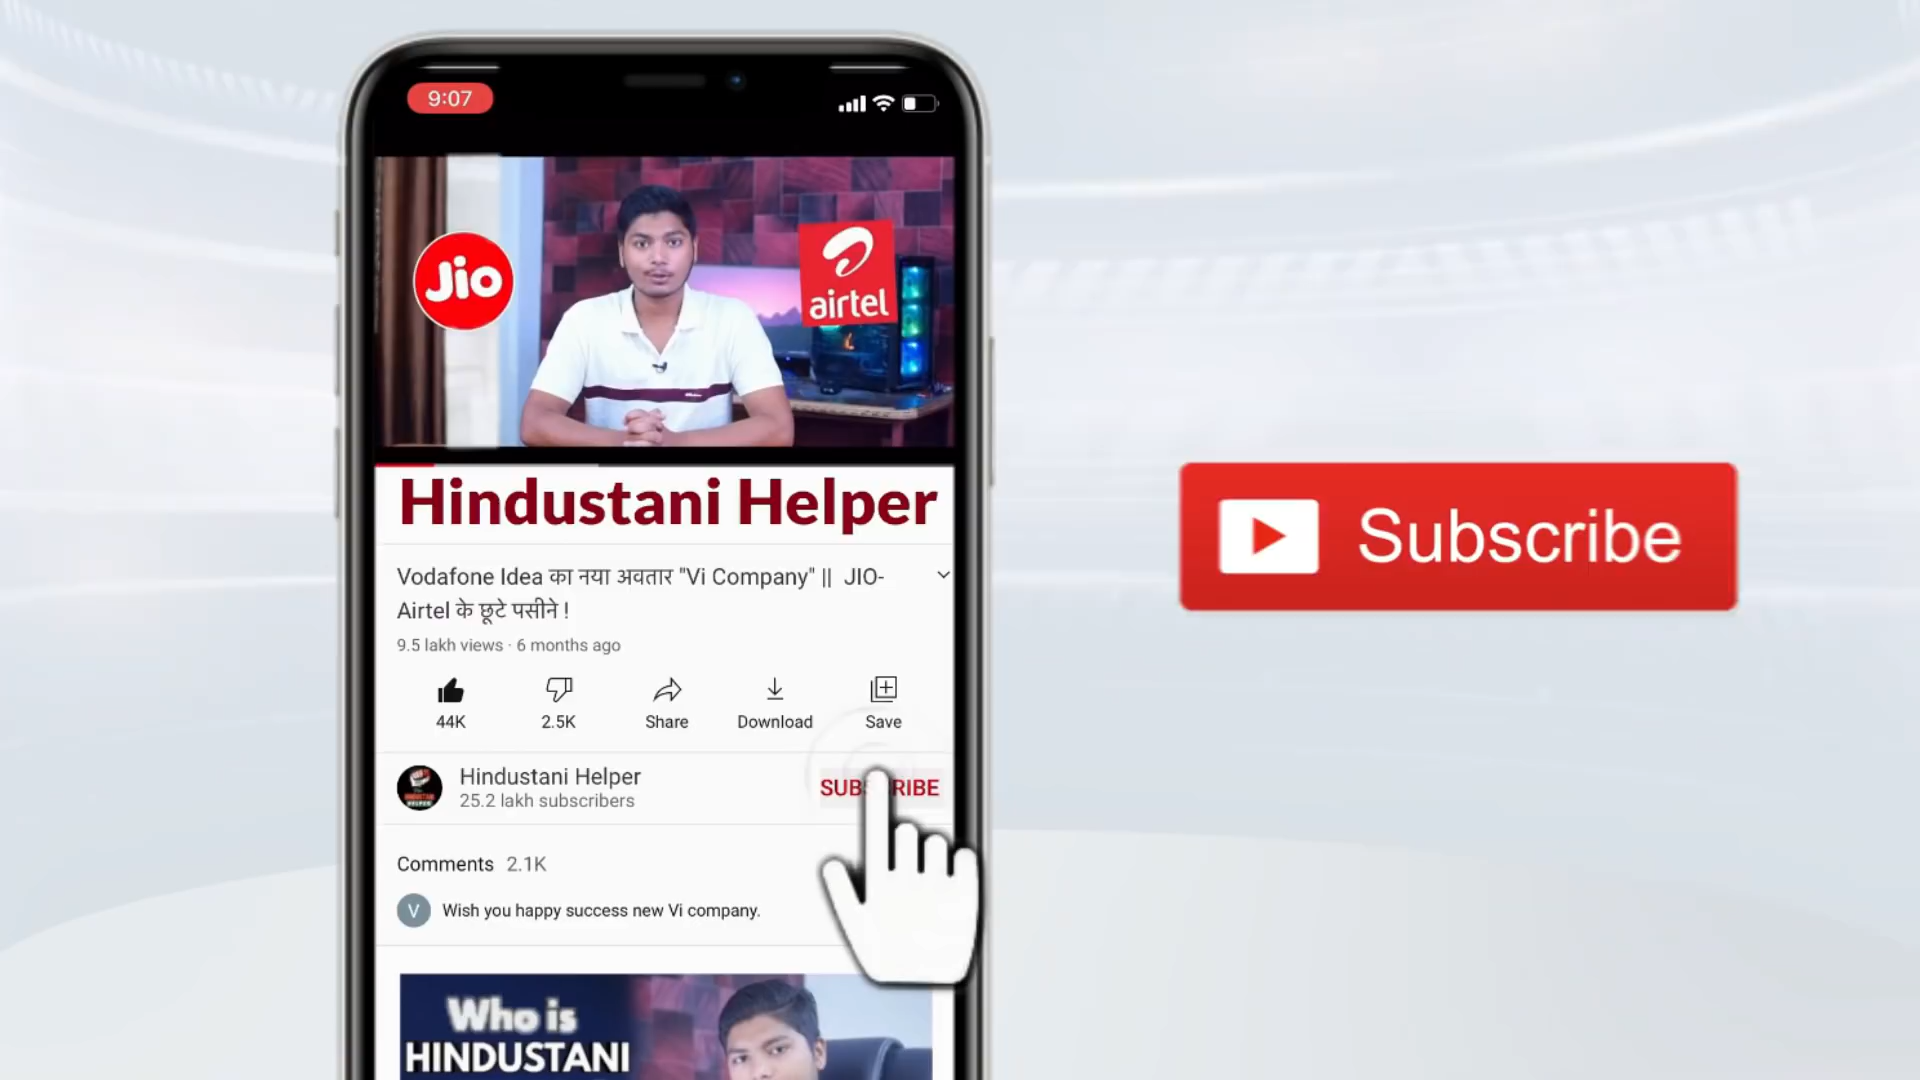 9:07
Jio
airtel
Hindustani Helper
Vodafone Idea का नया अवतार "Vi Company" || JIO-
Airtel के छूटे पसीने !
9.5 lakh views · 6 months ago
44K
2.5K
Share
Download
Save
Hindustani Helper
25.2 lakh subscribers
Comments 2.1K
V
Wish you happy success new Vi company.
Who is
HINDUSTANI
Subscribe